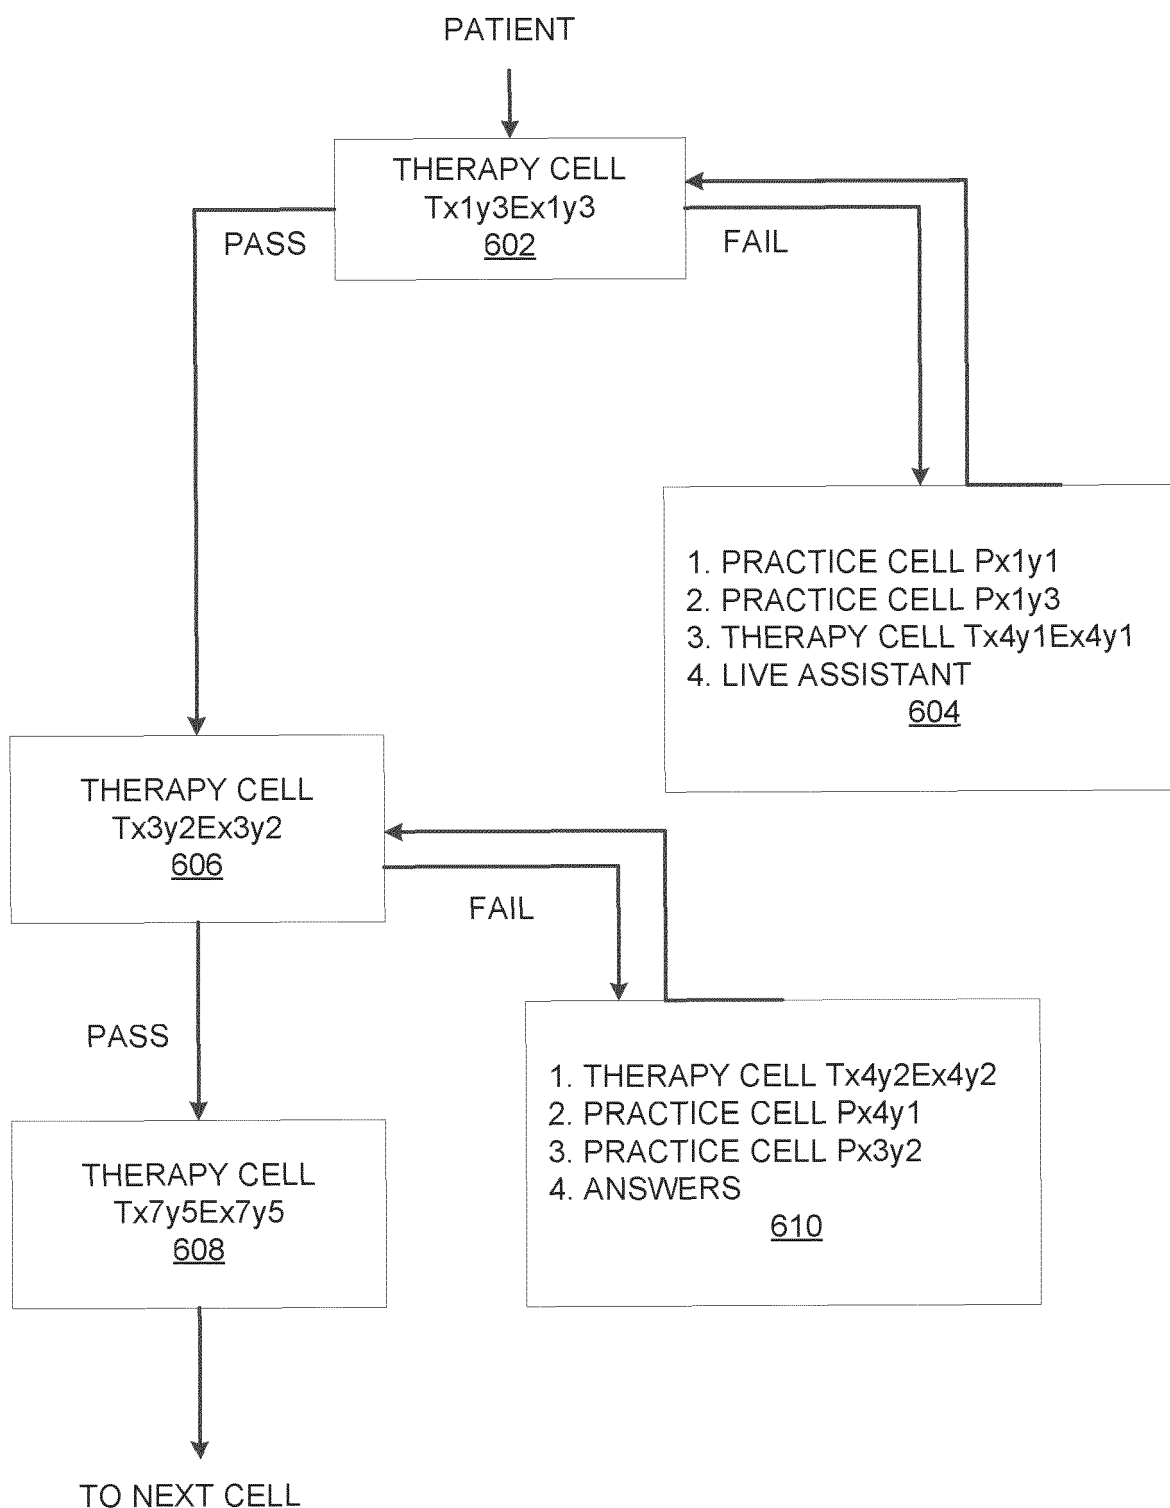 PATIENT
THERAPY CELL
Tx1y3Ex1y3
602
PASS
FAIL
1. PRACTICE CELL Px1y1
2. PRACTICE CELL Px1y3
3. THERAPY CELL Tx4y1Ex4y1
4. LIVE ASSISTANT
604
THERAPY CELL
Tx3y2Ex3y2
606
FAIL
PASS
1. THERAPY CELL Tx4y2Ex4y2
2. PRACTICE CELL Px4y1
3. PRACTICE CELL Px3y2
4. ANSWERS
610
THERAPY CELL
Tx7y5Ex7y5
608
TO NEXT CELL